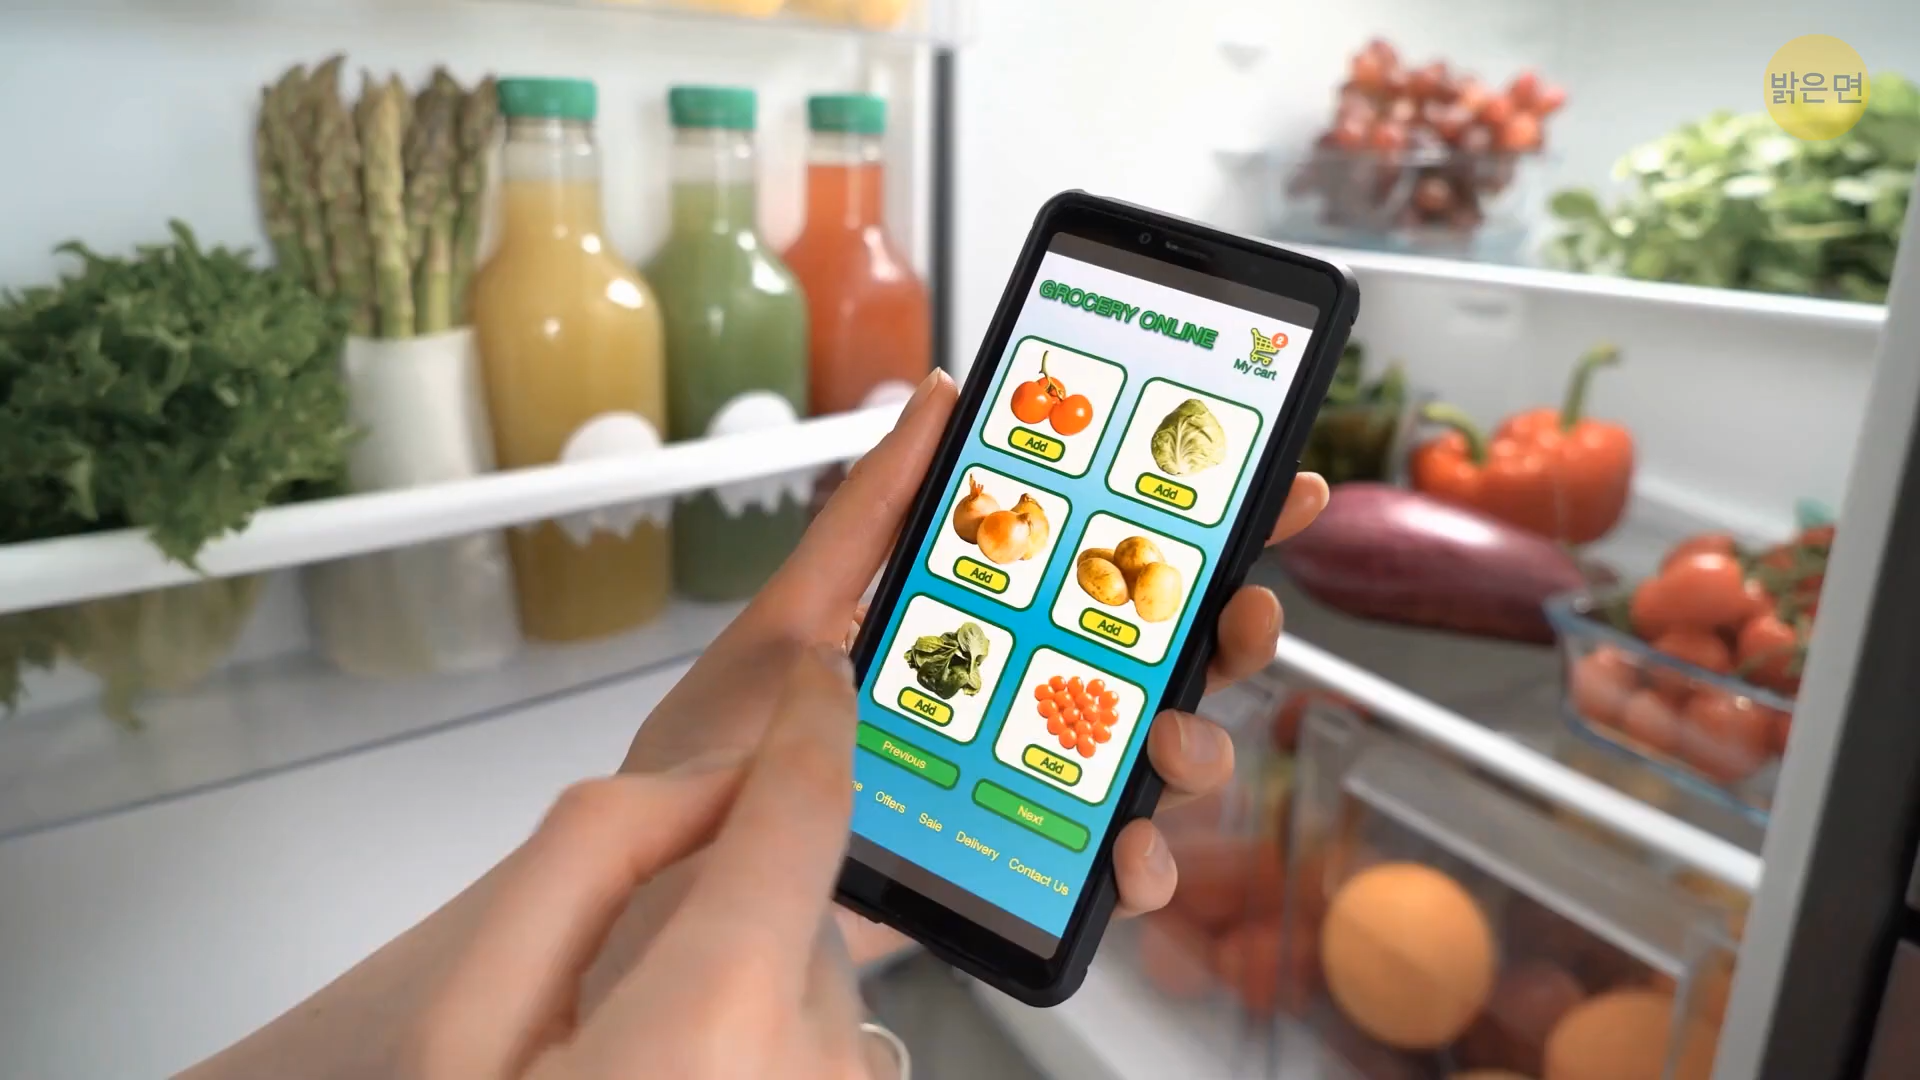 밝은면
GROCERY ONLINE
2
My cart
Add
Add
Add
Add
Add
Add
Previous
Next
Offers
Sale
Delivery
Contact Us